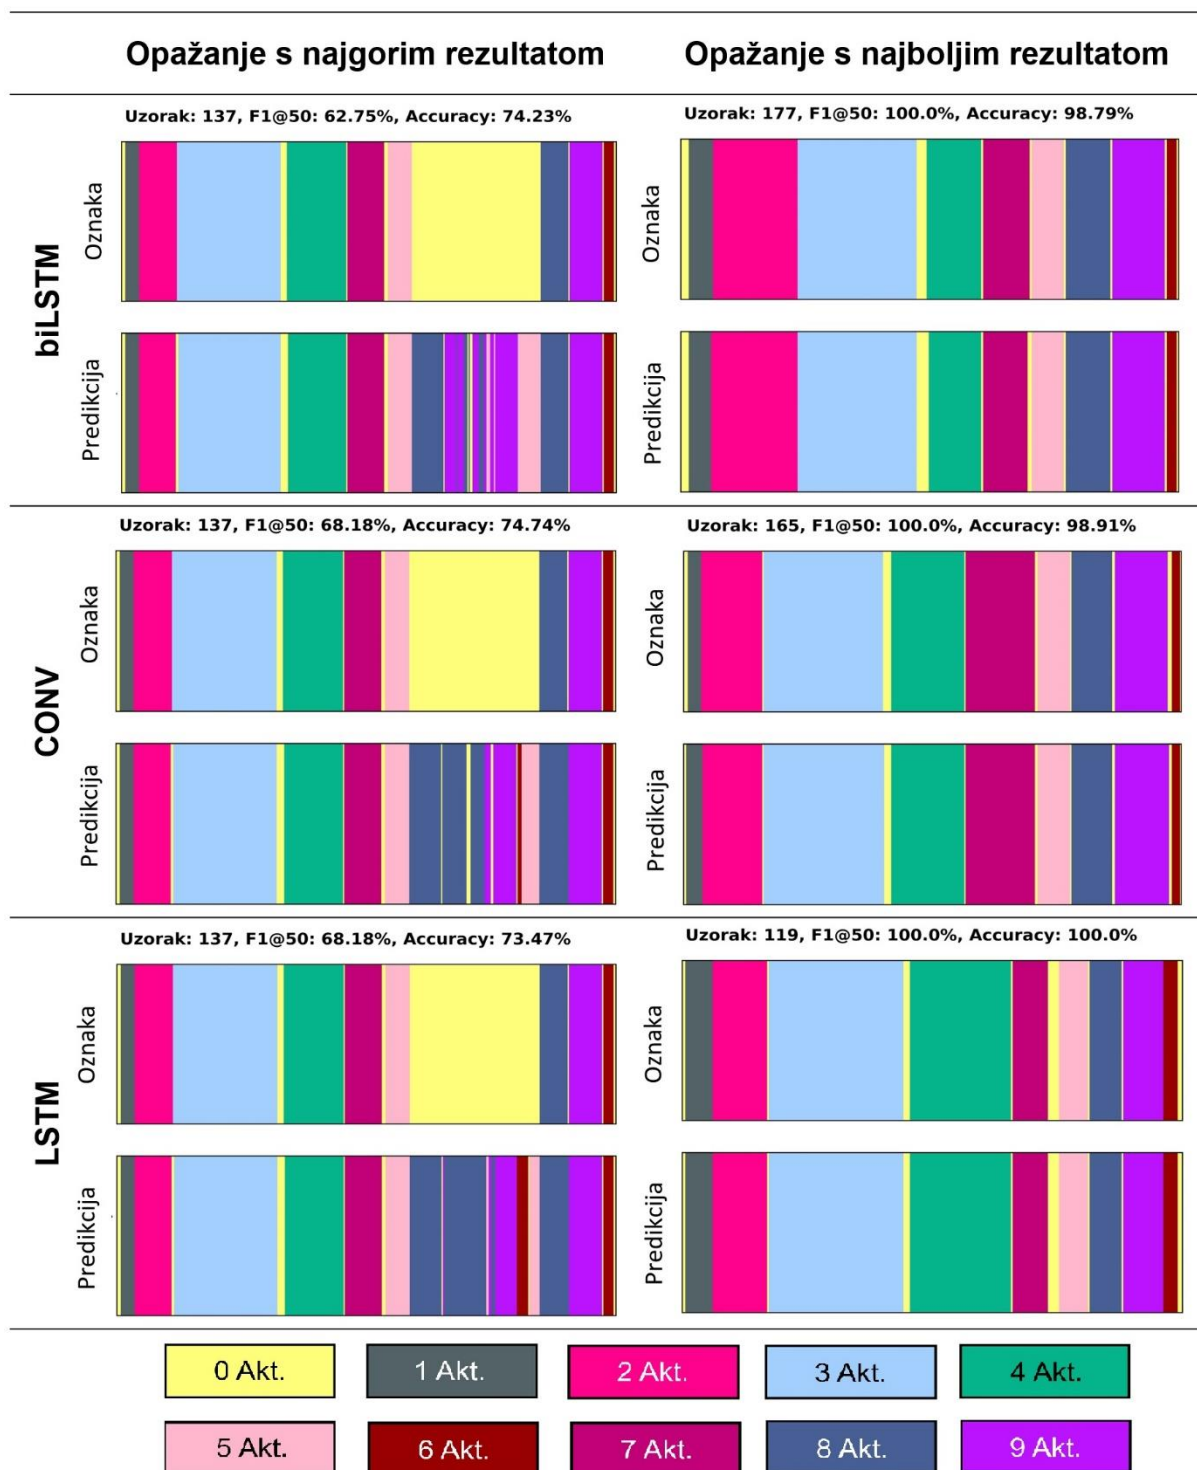 Opažanje s najgorim rezultatom
Opažanje s najboljim rezultatom
biLSTM
Uzorak: 137, F1@50: 62.75%, Accuracy: 74.23%
Oznaka
Predikcija
Uzorak: 177, F1@50: 100.0%, Accuracy: 98.79%
Oznaka
Predikcija
CONV
Uzorak: 137, F1@50: 68.18%, Accuracy: 74.74%
Oznaka
Predikcija
Uzorak: 165, F1@50: 100.0%, Accuracy: 98.91%
Oznaka
Predikcija
LSTM
Uzorak: 137, F1@50: 68.18%, Accuracy: 73.47%
Oznaka
Predikcija
Uzorak: 119, F1@50: 100.0%, Accuracy: 100.0%
Oznaka
Predikcija
0 Akt.
1 Akt.
2 Akt.
3 Akt.
4 Akt.
5 Akt.
6 Akt.
7 Akt.
8 Akt.
9 Akt.